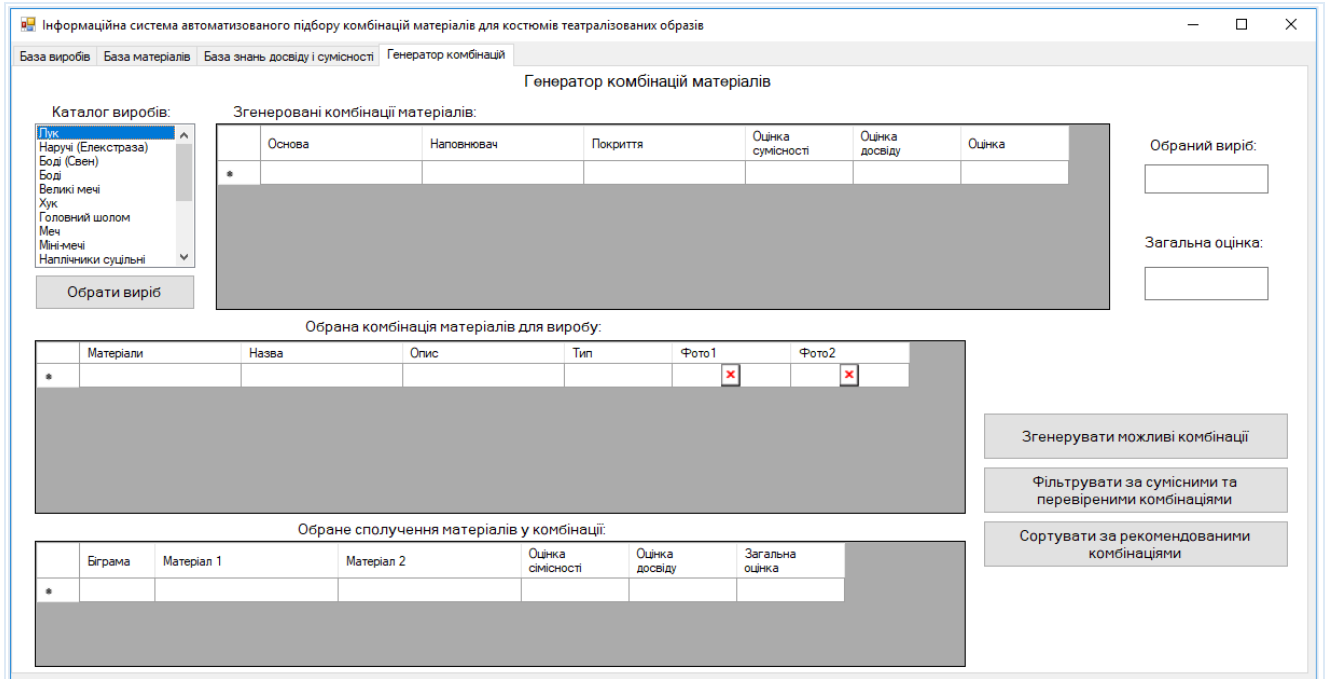 Інформаційна система автоматизованого підбору комбінацій матеріалів для костюмів театралізованих образів
База виробів База матеріалів База знань досвіду і сумісності Генератор комбінацій
Генератор комбінацій матеріалів
Каталог виробів:
Лук
Наручі (Електраза)
Боді (Свен)
Боді
Великі мечі
Хук
Головний шолом
Меч
Міні-мечі
Наплічники суцільні
Обрати виріб
Згенеровані комбінації матеріалів:
Основа Наповнювач Покриття Оцінка сумісності Оцінка досвіду Оцінка
*
Обраний виріб:
Загальна оцінка:
Обрана комбінація матеріалів для виробу:
Матеріали Назва Опис Тип Фото1 Фото2
*
Згенерувати можливі комбінації
Фільтрувати за сумісними та
перевіреними комбінаціями
Сортувати за рекомендованими
комбінаціями
Обране сполучення матеріалів у комбінації:
Біграма Матеріал 1 Матеріал 2 Оцінка сімісності Оцінка досвіду Загальна оцінка
*